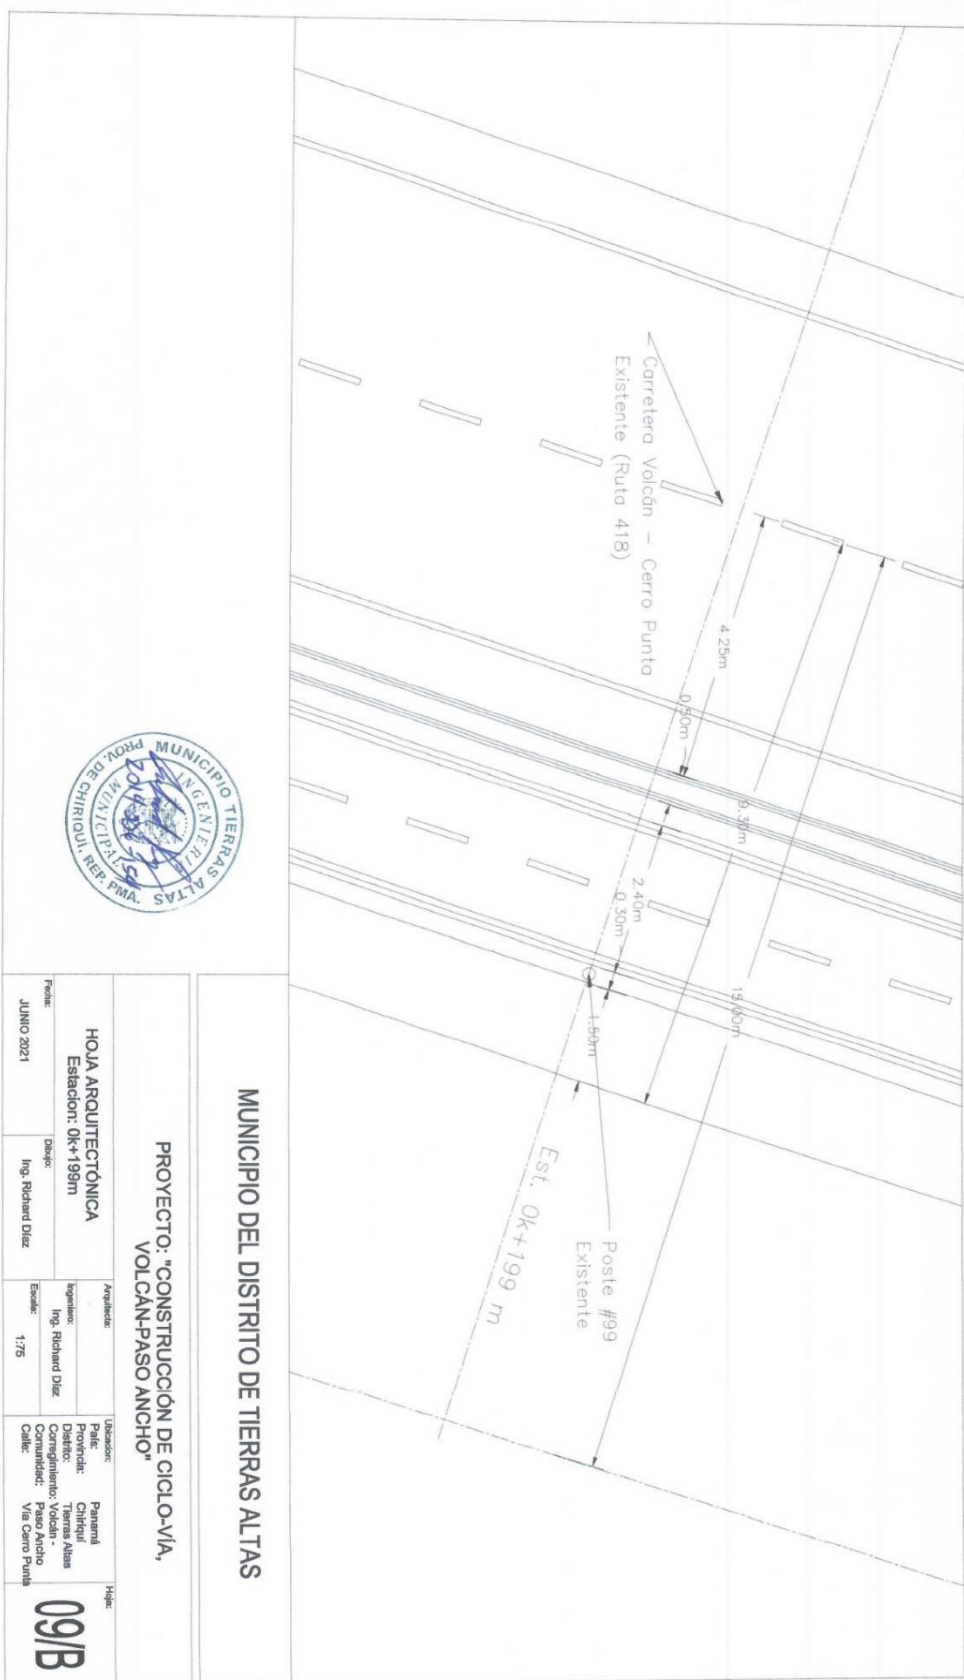 Carretera Volcán - Cerro Punta
Existente (Ruta 418)
4.25m
0.50m
9.30m
2.40m
0.30m
15.00m
1.50m
Poste #99
Existente
Est. 0k+199 m
MUNICIPIO TIERRAS ALTAS
INGENIERIA
MUNICIPAL
PROV. DE CHIRIQUÍ, REP. PMA.
MUNICIPIO DEL DISTRITO DE TIERRAS ALTAS
PROYECTO: "CONSTRUCCIÓN DE CICLO-VÍA,
VOLCÁN-PASO ANCHO"
HOJA ARQUITECTÓNICA
Estacion: 0k+199m
Fecha:
JUNIO 2021
Dibujo:
Ing. Richard Díaz
Arquitecto:
Ingeniero:
Ing. Richard Díaz
Escala:
1:75
Ubicacion:
País: Panamá
Provincia: Chiriquí
Distrito: Tierras Altas
Corregimiento: Volcán -
Comunidad: Paso Ancho
Calle: Vía Cerro Punta
Hoja:
09/B